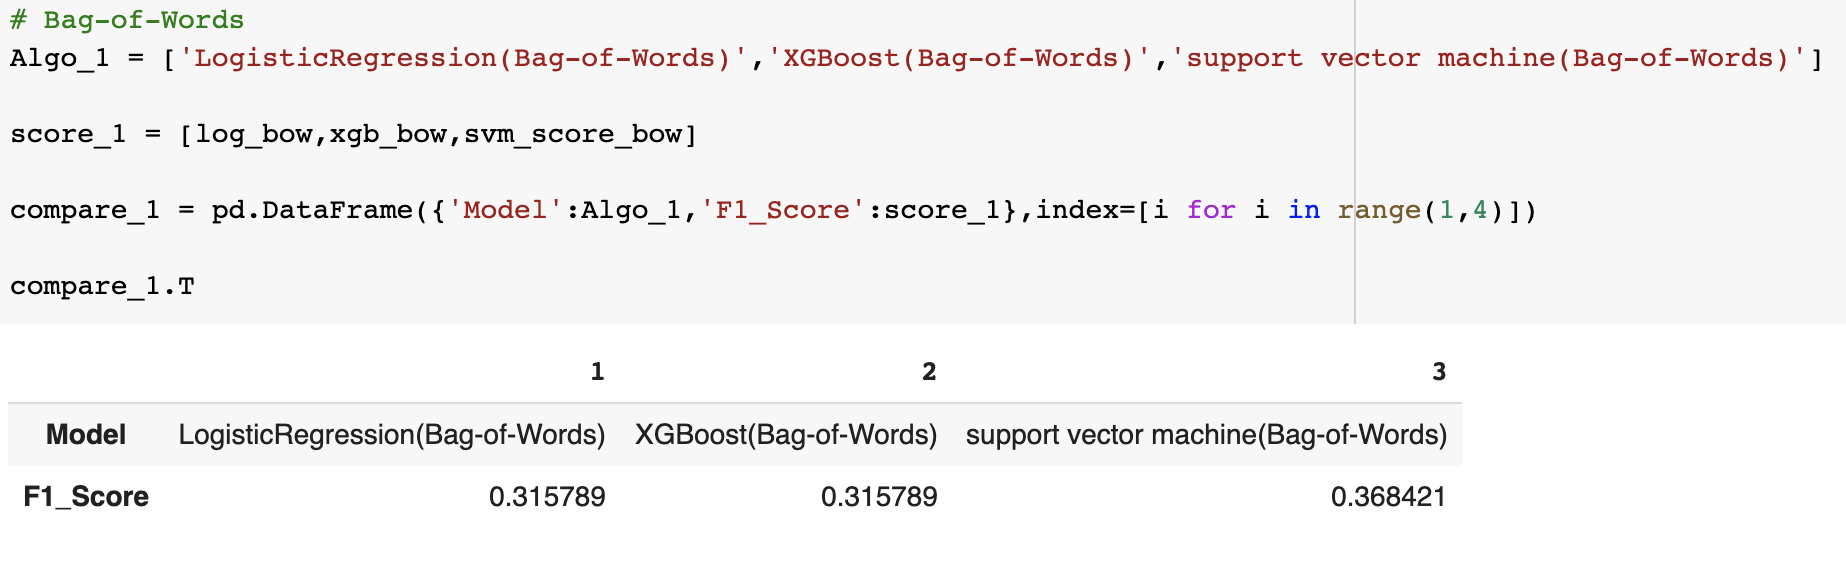 # Bag-of-Words
Algo_1 = ['LogisticRegression(Bag-of-Words)','XGBoost(Bag-of-Words)','support vector machine(Bag-of-Words)']
score_1 = [log_bow,xgb_bow,svm_score_bow]
compare_1 = pd.DataFrame({'Model':Algo_1,'F1_Score':score_1},index=[i for i in range(1,4)])
compare_1.T
1 2 3
Model LogisticRegression(Bag-of-Words) XGBoost(Bag-of-Words) support vector machine(Bag-of-Words)
F1_Score 0.315789 0.315789 0.368421